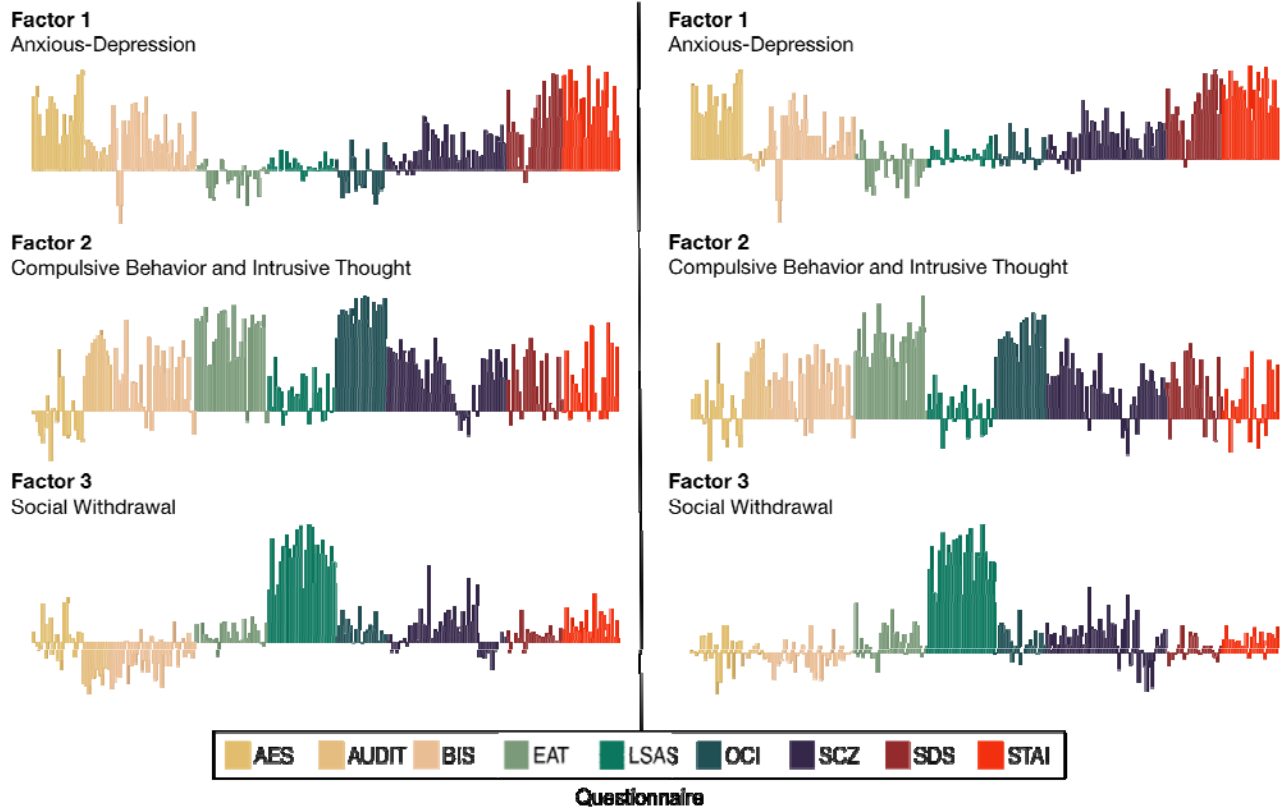 Factor 1
Anxious-Depression
Factor 2
Compulsive Behavior and Intrusive Thought
Factor 3
Social Withdrawal
Factor 1
Anxious-Depression
Factor 2
Compulsive Behavior and Intrusive Thought
Factor 3
Social Withdrawal
AES AUDIT BIS EAT LSAS OCI SCZ SDS STAI
Questionnaire